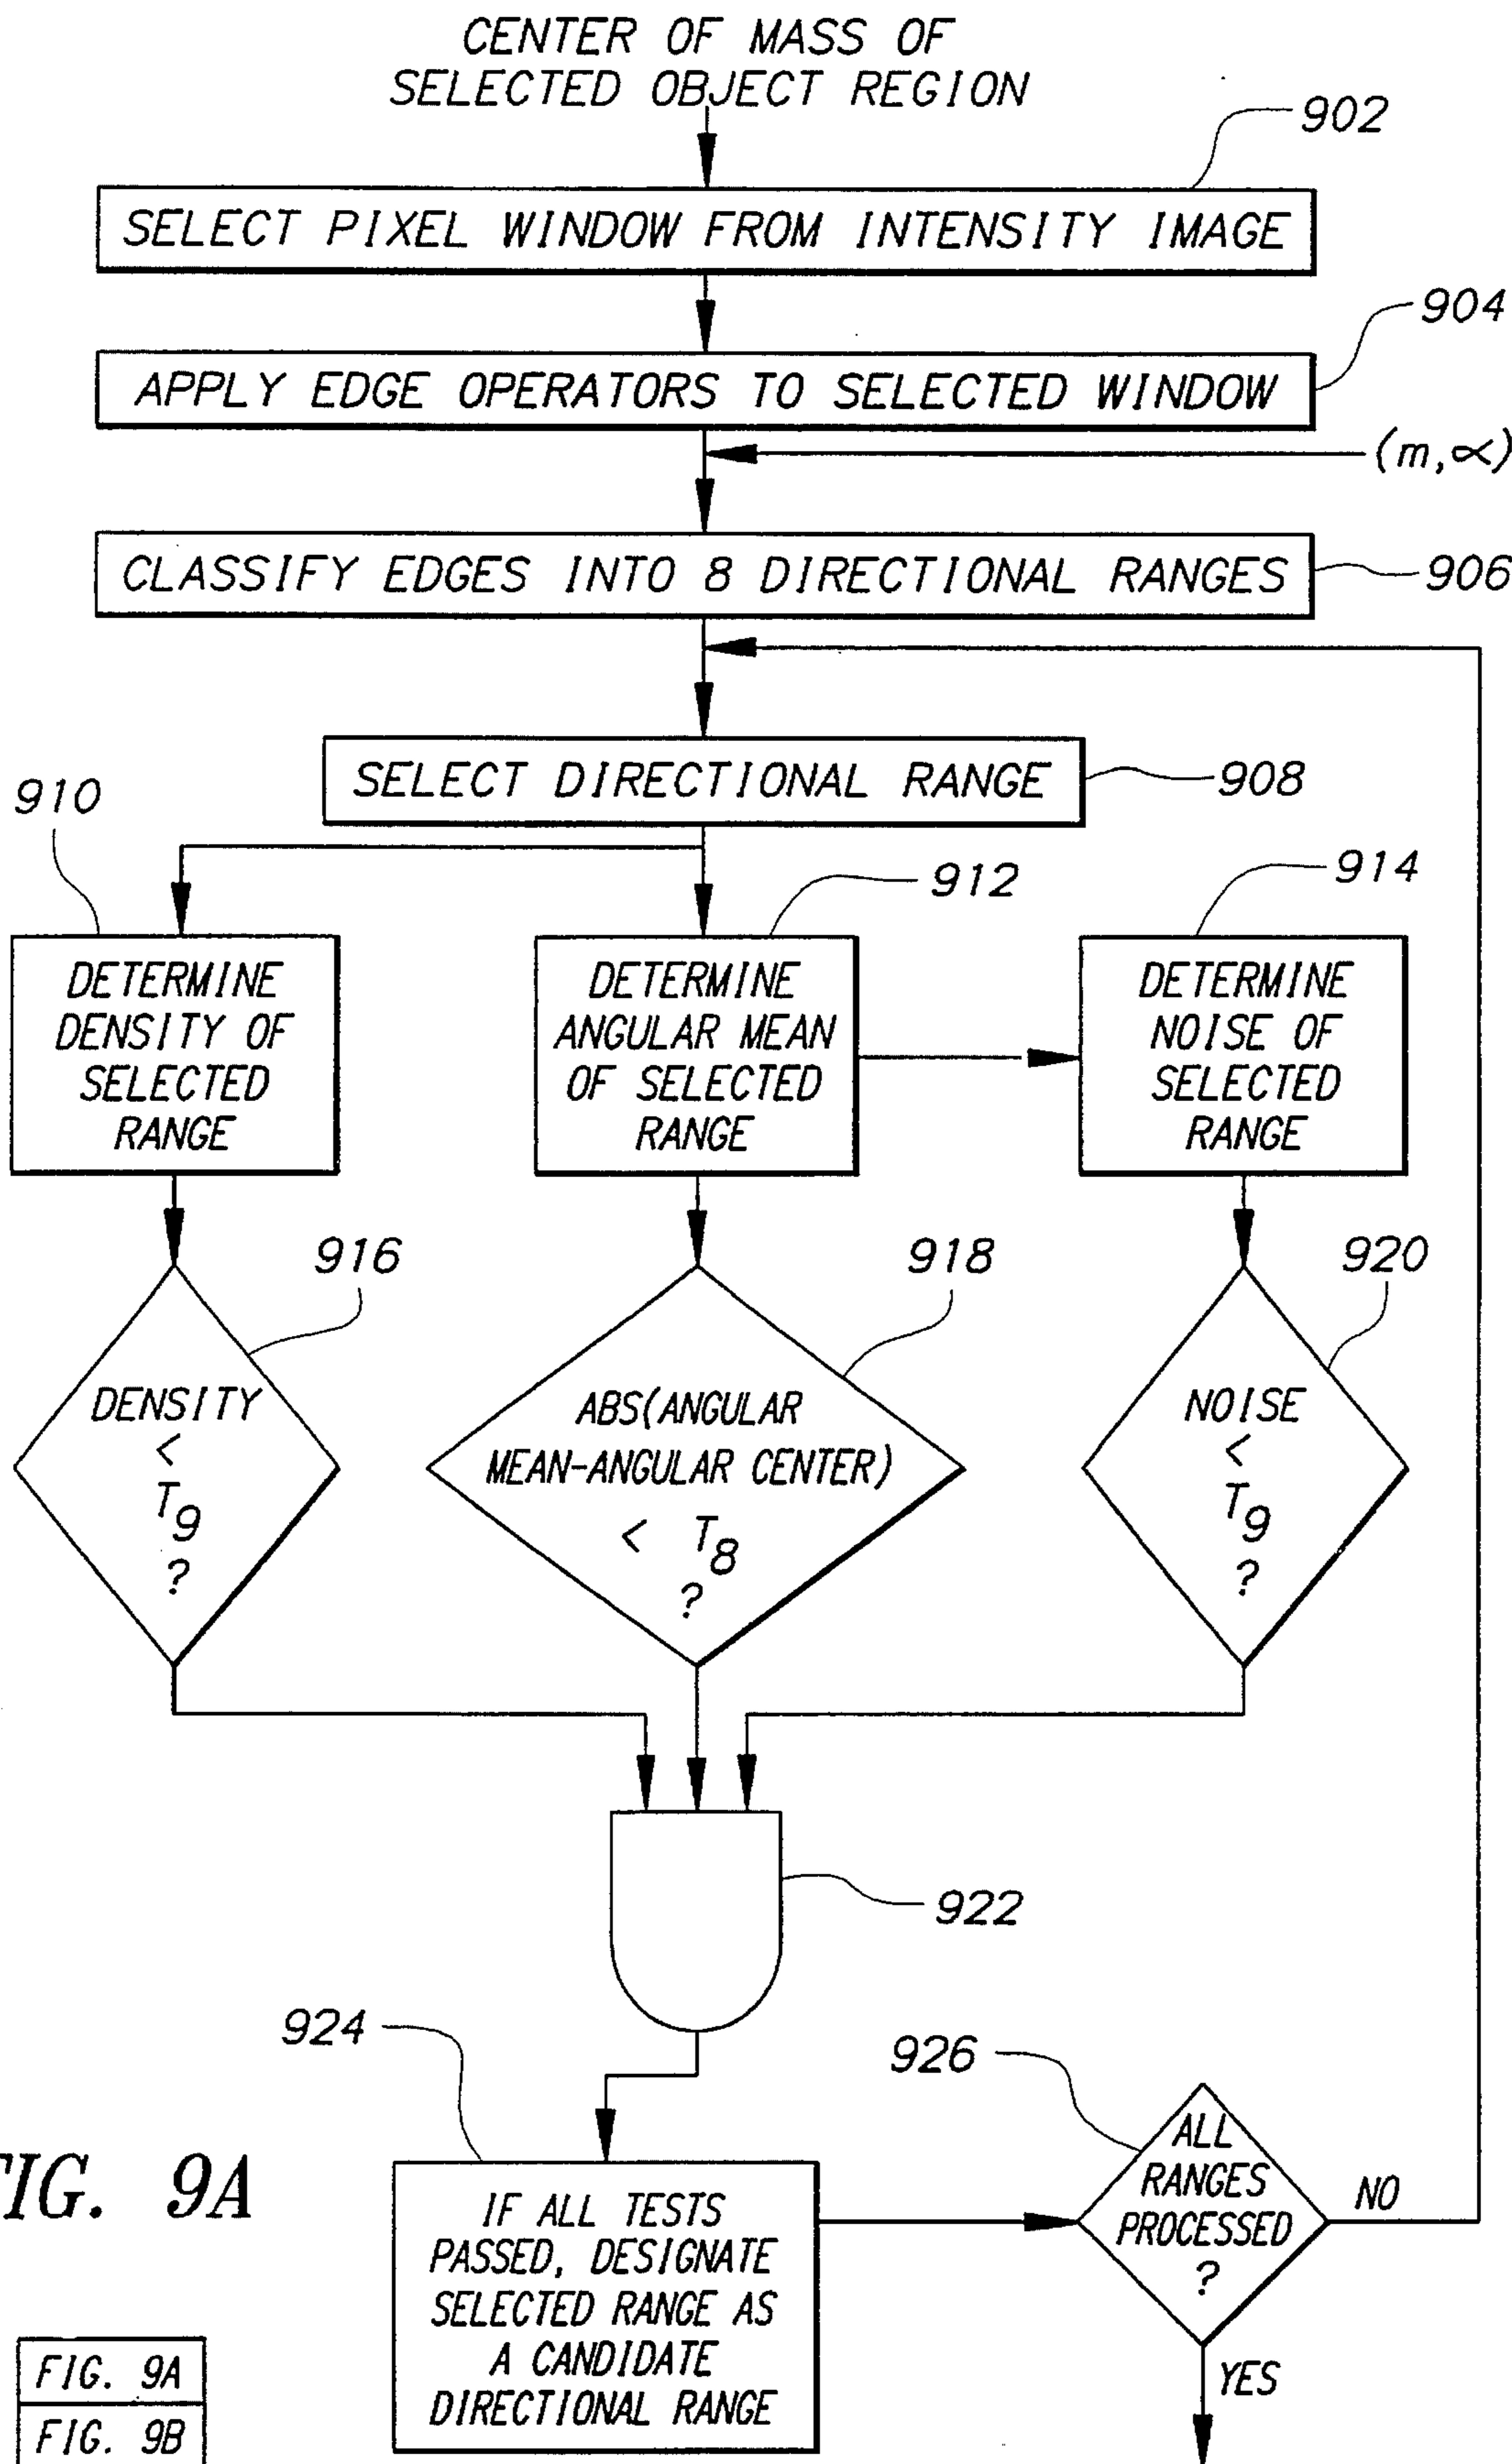 CENTER OF MASS OF
SELECTED OBJECT REGION
902
SELECT PIXEL WINDOW FROM INTENSITY IMAGE
904
APPLY EDGE OPERATORS TO SELECTED WINDOW
(m,∝)
CLASSIFY EDGES INTO 8 DIRECTIONAL RANGES
906
SELECT DIRECTIONAL RANGE
908
910
912
914
DETERMINE
DENSITY OF
SELECTED
RANGE
DETERMINE
ANGULAR MEAN
OF SELECTED
RANGE
DETERMINE
NOISE OF
SELECTED
RANGE
916
918
920
DENSITY
<
T9
?
ABS(ANGULAR
MEAN-ANGULAR CENTER)
< T8
?
NOISE
<
T9
?
922
924
926
IF ALL TESTS
PASSED, DESIGNATE
SELECTED RANGE AS
A CANDIDATE
DIRECTIONAL RANGE
ALL
RANGES
PROCESSED
?
NO
YES
FIG. 9A
FIG. 9A
FIG. 9B